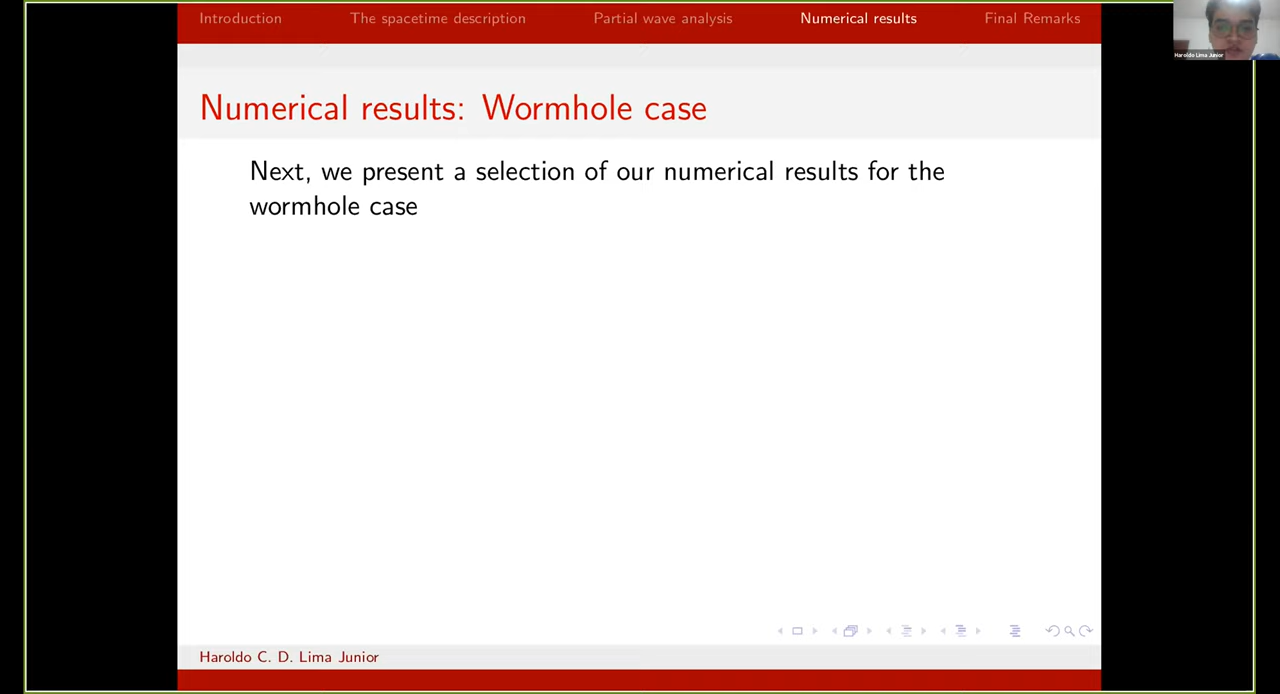 Introduction The spacetime description Partial wave analysis Numerical results Final Remarks
Haroldo Lima Junior
Numerical results: Wormhole case
Next, we present a selection of our numerical results for the
wormhole case
Haroldo C. D. Lima Junior